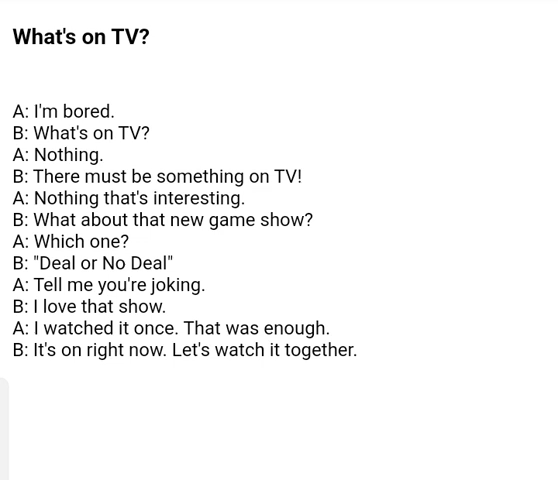 What's on TV?
A: I'm bored.
B: What's on TV?
A: Nothing.
B: There must be something on TV!
A: Nothing that's interesting.
B: What about that new game show?
A: Which one?
B: "Deal or No Deal"
A: Tell me you're joking.
B: I love that show.
A: I watched it once. That was enough.
B: It's on right now. Let's watch it together.